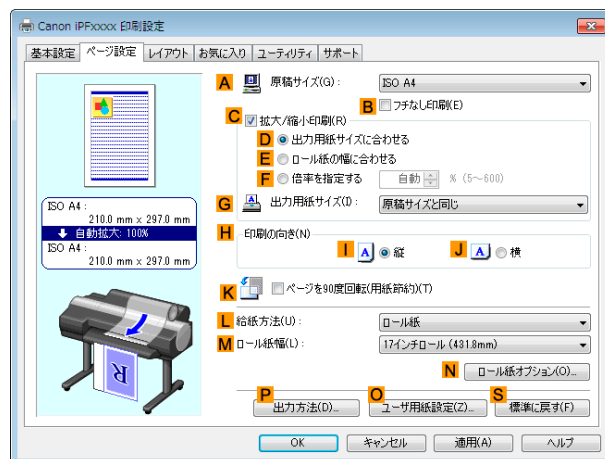 Canon iPFxxxx 印刷設定
基本設定 ページ設定 レイアウト お気に入り ユーティリティ サポート
A 原稿サイズ(G): ISO A4
B フチなし印刷(E)
C 拡大/縮小印刷(R)
D 出力用紙サイズに合わせる
E ロール紙の幅に合わせる
F 倍率を指定する 自動 % (5~600)
G 出力用紙サイズ(I): 原稿サイズと同じ
H 印刷の向き(N)
I A 縦 J A 横
K ページを90度回転(用紙節約)(T)
L 給紙方法(U): ロール紙
M ロール紙幅(L): 17インチロール (431.8mm)
N ロール紙オプション(O)...
P 出力方法(D)... O ユーザ用紙設定(Z)... S 標準に戻す(F)
ISO A4 :
210.0 mm x 297.0 mm
自動拡大: 100%
ISO A4 :
210.0 mm x 297.0 mm
R
OK キャンセル 適用(A) ヘルプ